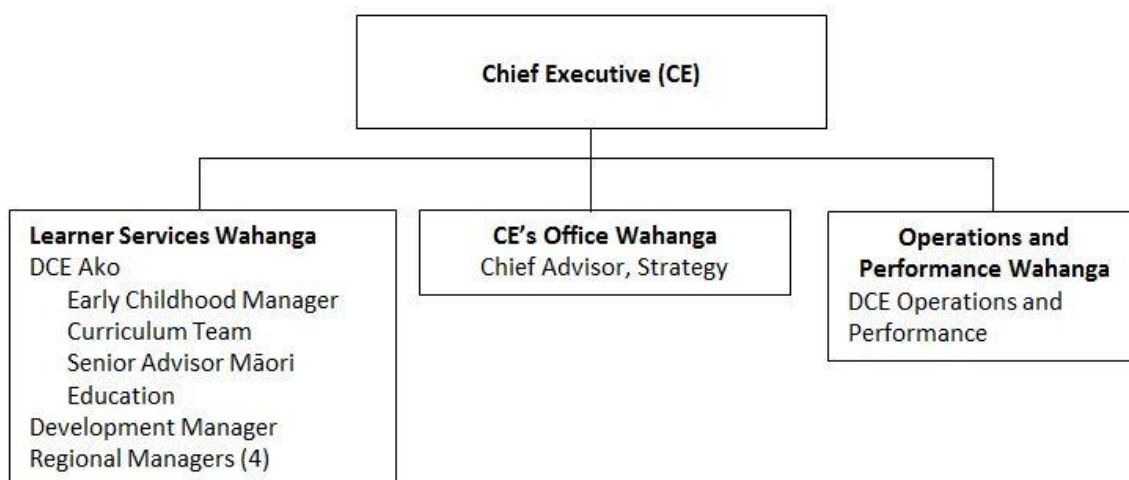 Chief Executive (CE)
Learner Services Wahanga
DCE Ako
Early Childhood Manager
Curriculum Team
Senior Advisor Māori
Education
Development Manager
Regional Managers (4)
CE’s Office Wahanga
Chief Advisor, Strategy
Operations and
Performance Wahanga
DCE Operations and
Performance